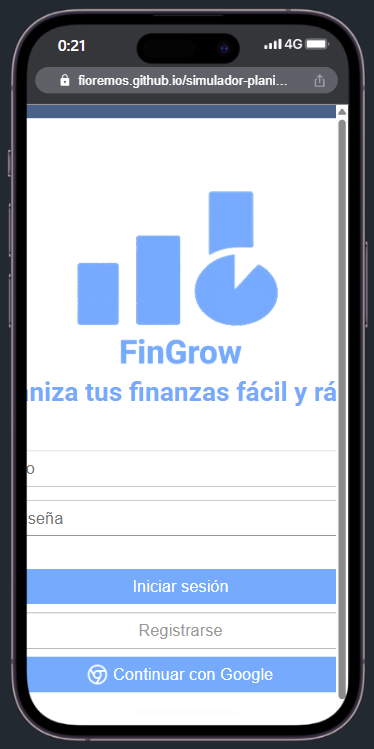 0:21
4G
fioremos.github.io/simulador-plani...
FinGrow
niza tus finanzas fácil y rá
o
seña
Iniciar sesión
Registrarse
Continuar con Google